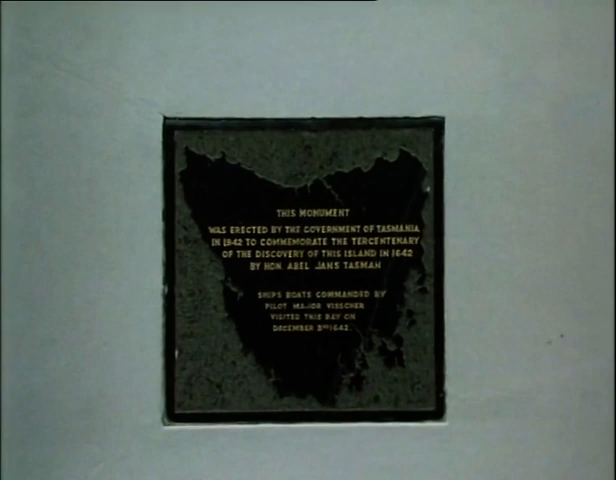 THIS MONUMENT
WAS ERECTED BY THE GOVERNMENT OF TASMANIA
IN 1942 TO COMMEMORATE THE TERCENTENARY
OF THE DISCOVERY OF THIS ISLAND IN 1642
BY HON. ABEL JANS TASMAN
SHIPS BOATS COMMANDED BY
PILOT MAJOR VISSCHER
VISITED THIS BAY ON
DECEMBER 2ND 1642.